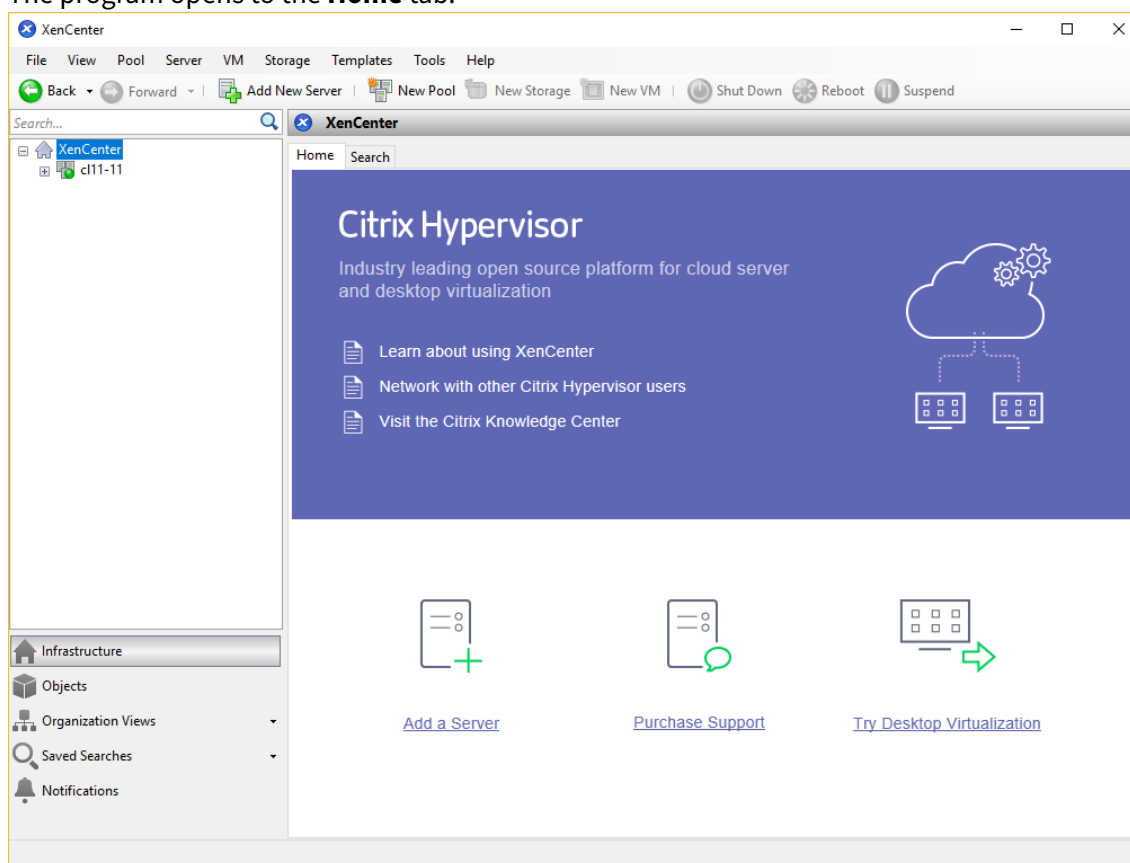 The program opens to the Home tab.
XenCenter
File View Pool Server VM Storage Templates Tools Help
Back Forward Add New Server New Pool New Storage New VM Shut Down Reboot Suspend
Search...
XenCenter
XenCenter
cl11-11
Home Search
Citrix Hypervisor
Industry leading open source platform for cloud server
and desktop virtualization
Learn about using XenCenter
Network with other Citrix Hypervisor users
Visit the Citrix Knowledge Center
Infrastructure
Objects
Organization Views
Saved Searches
Notifications
Add a Server
Purchase Support
Try Desktop Virtualization